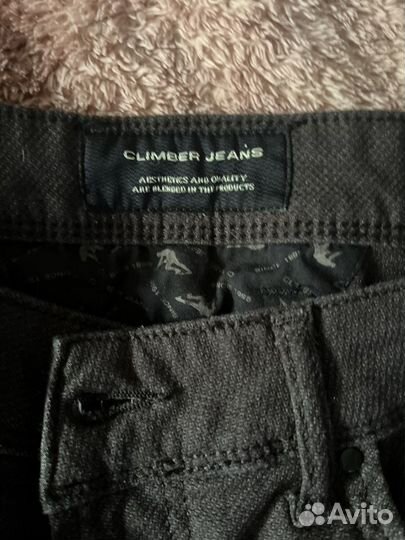 CLIMBER JEANS
AESTHETICS AND QUALITY
ARE BLENDED IN THE PRODUCTS
Avito